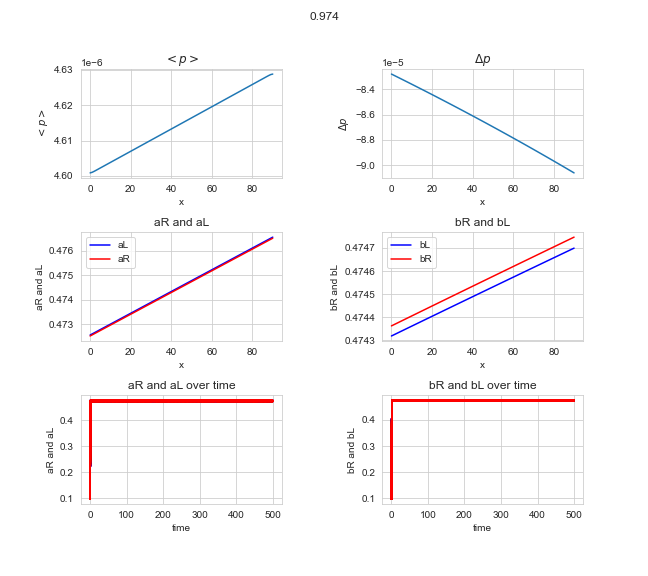 0.974
<p>
1e−6
4.63
4.62
4.61
4.60
<p>
0 20 40 60 80
x
Δp
1e−5
−8.4
−8.6
−8.8
−9.0
Δp
0 20 40 60 80
x
aR and aL
aL
aR
0.476
0.475
0.474
0.473
aR and aL
0 20 40 60 80
x
bR and bL
bL
bR
0.4747
0.4746
0.4745
0.4744
0.4743
bR and bL
0 20 40 60 80
x
aR and aL over time
0.4
0.3
0.2
0.1
aR and aL
0 100 200 300 400 500
time
bR and bL over time
0.4
0.3
0.2
0.1
bR and bL
0 100 200 300 400 500
time